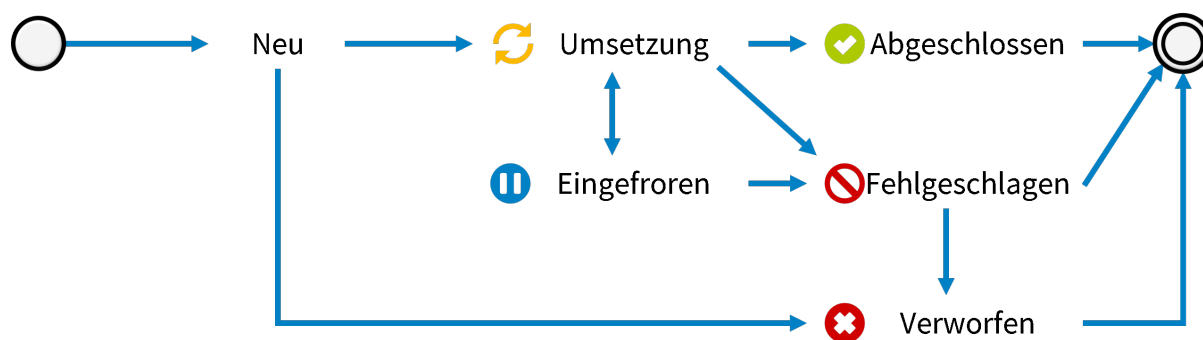 Neu
Umsetzung
Abgeschlossen
Eingefroren
Fehlgeschlagen
Verworfen